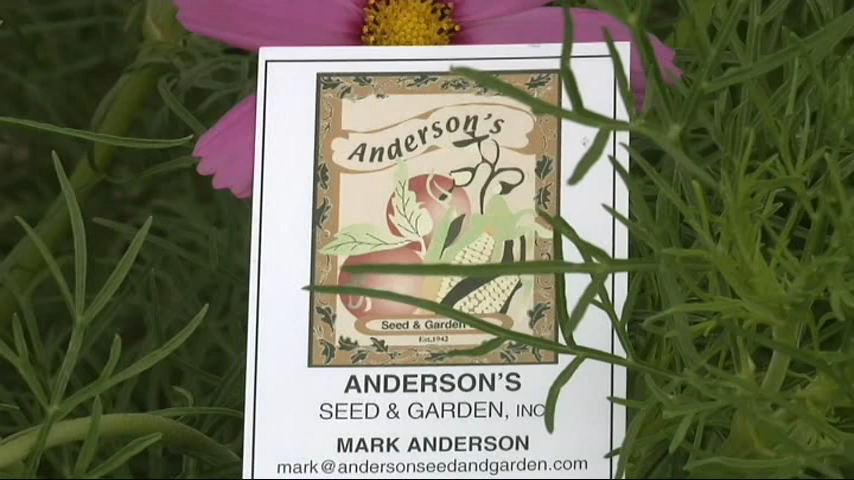 Anderson's
Seed & Garden
Est.1942
ANDERSON'S
SEED & GARDEN, INC
MARK ANDERSON
mark@andersonseedandgarden.com